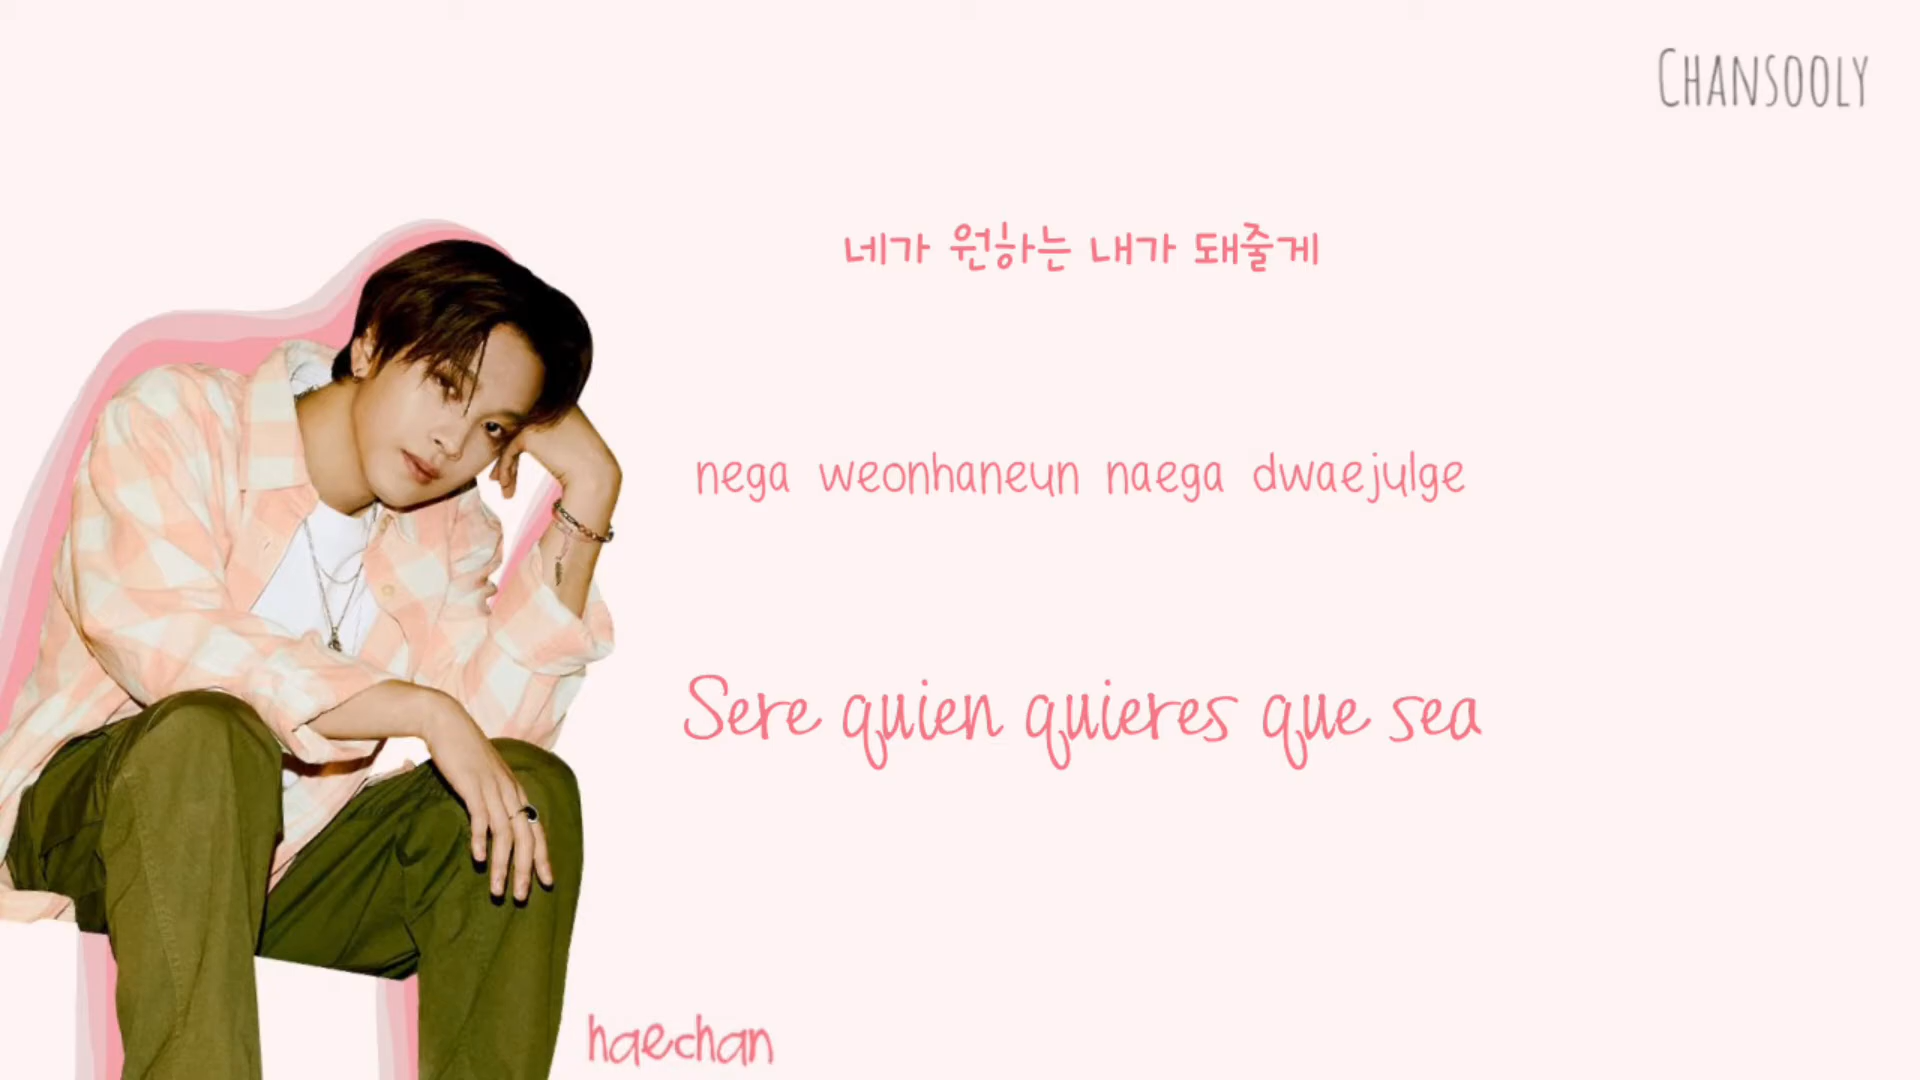 CHANSOOLY
네가 원하는 내가 돼줄게
nega weonhaneun naega dwaejulge
Sere quien quieres que sea
haechan